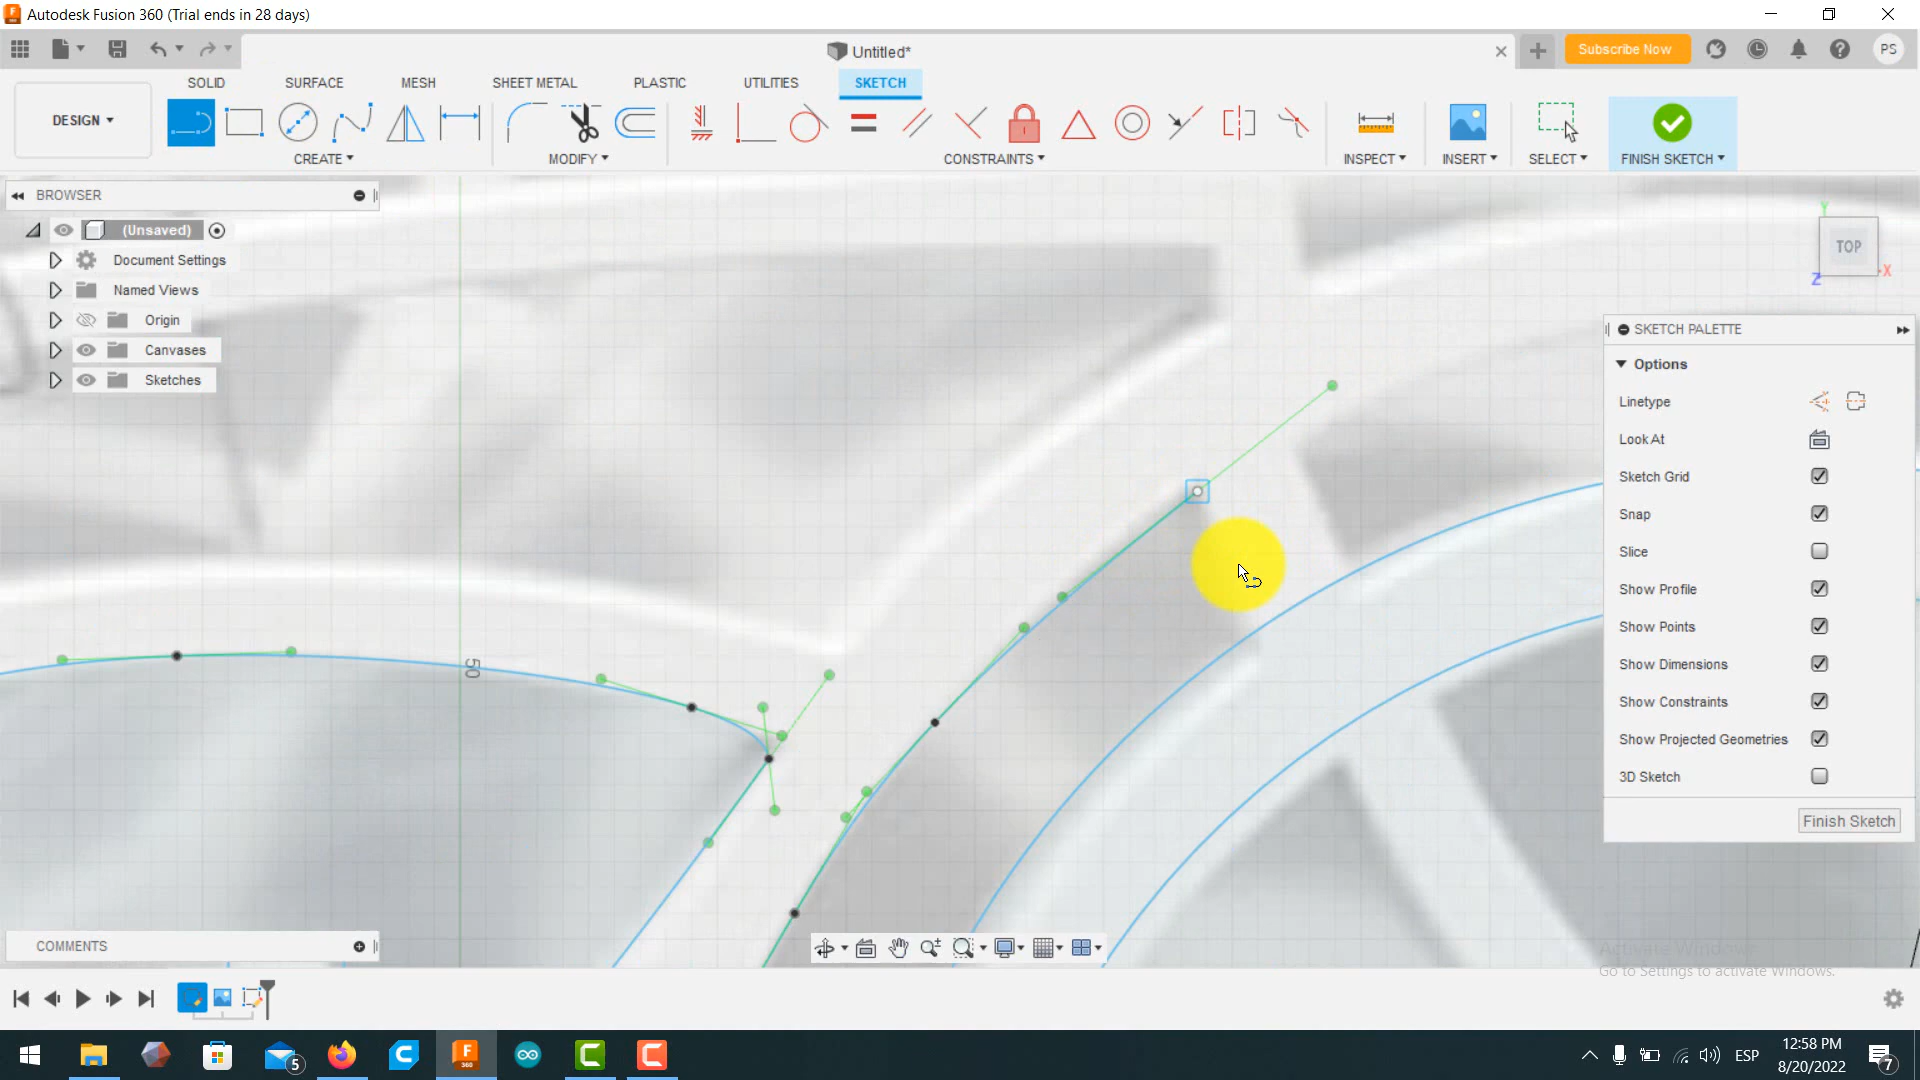 Autodesk Fusion 360 (Trial ends in 28 days)
Untitled*
Subscribe Now
PS
DESIGN
SOLID
SURFACE
MESH
SHEET METAL
PLASTIC
UTILITIES
SKETCH
CREATE
MODIFY
CONSTRAINTS
INSPECT
INSERT
SELECT
FINISH SKETCH
BROWSER
(Unsaved)
Document Settings
Named Views
Origin
Canvases
Sketches
Y
TOP
X
Z
SKETCH PALETTE
Options
Linetype
Look At
Sketch Grid
Snap
Slice
Show Profile
Show Points
Show Dimensions
Show Constraints
Show Projected Geometries
3D Sketch
Finish Sketch
50
COMMENTS
Activate Windows
Go to Settings to activate Windows.
5
F
360
ESP
12:58 PM
8/20/2022
7